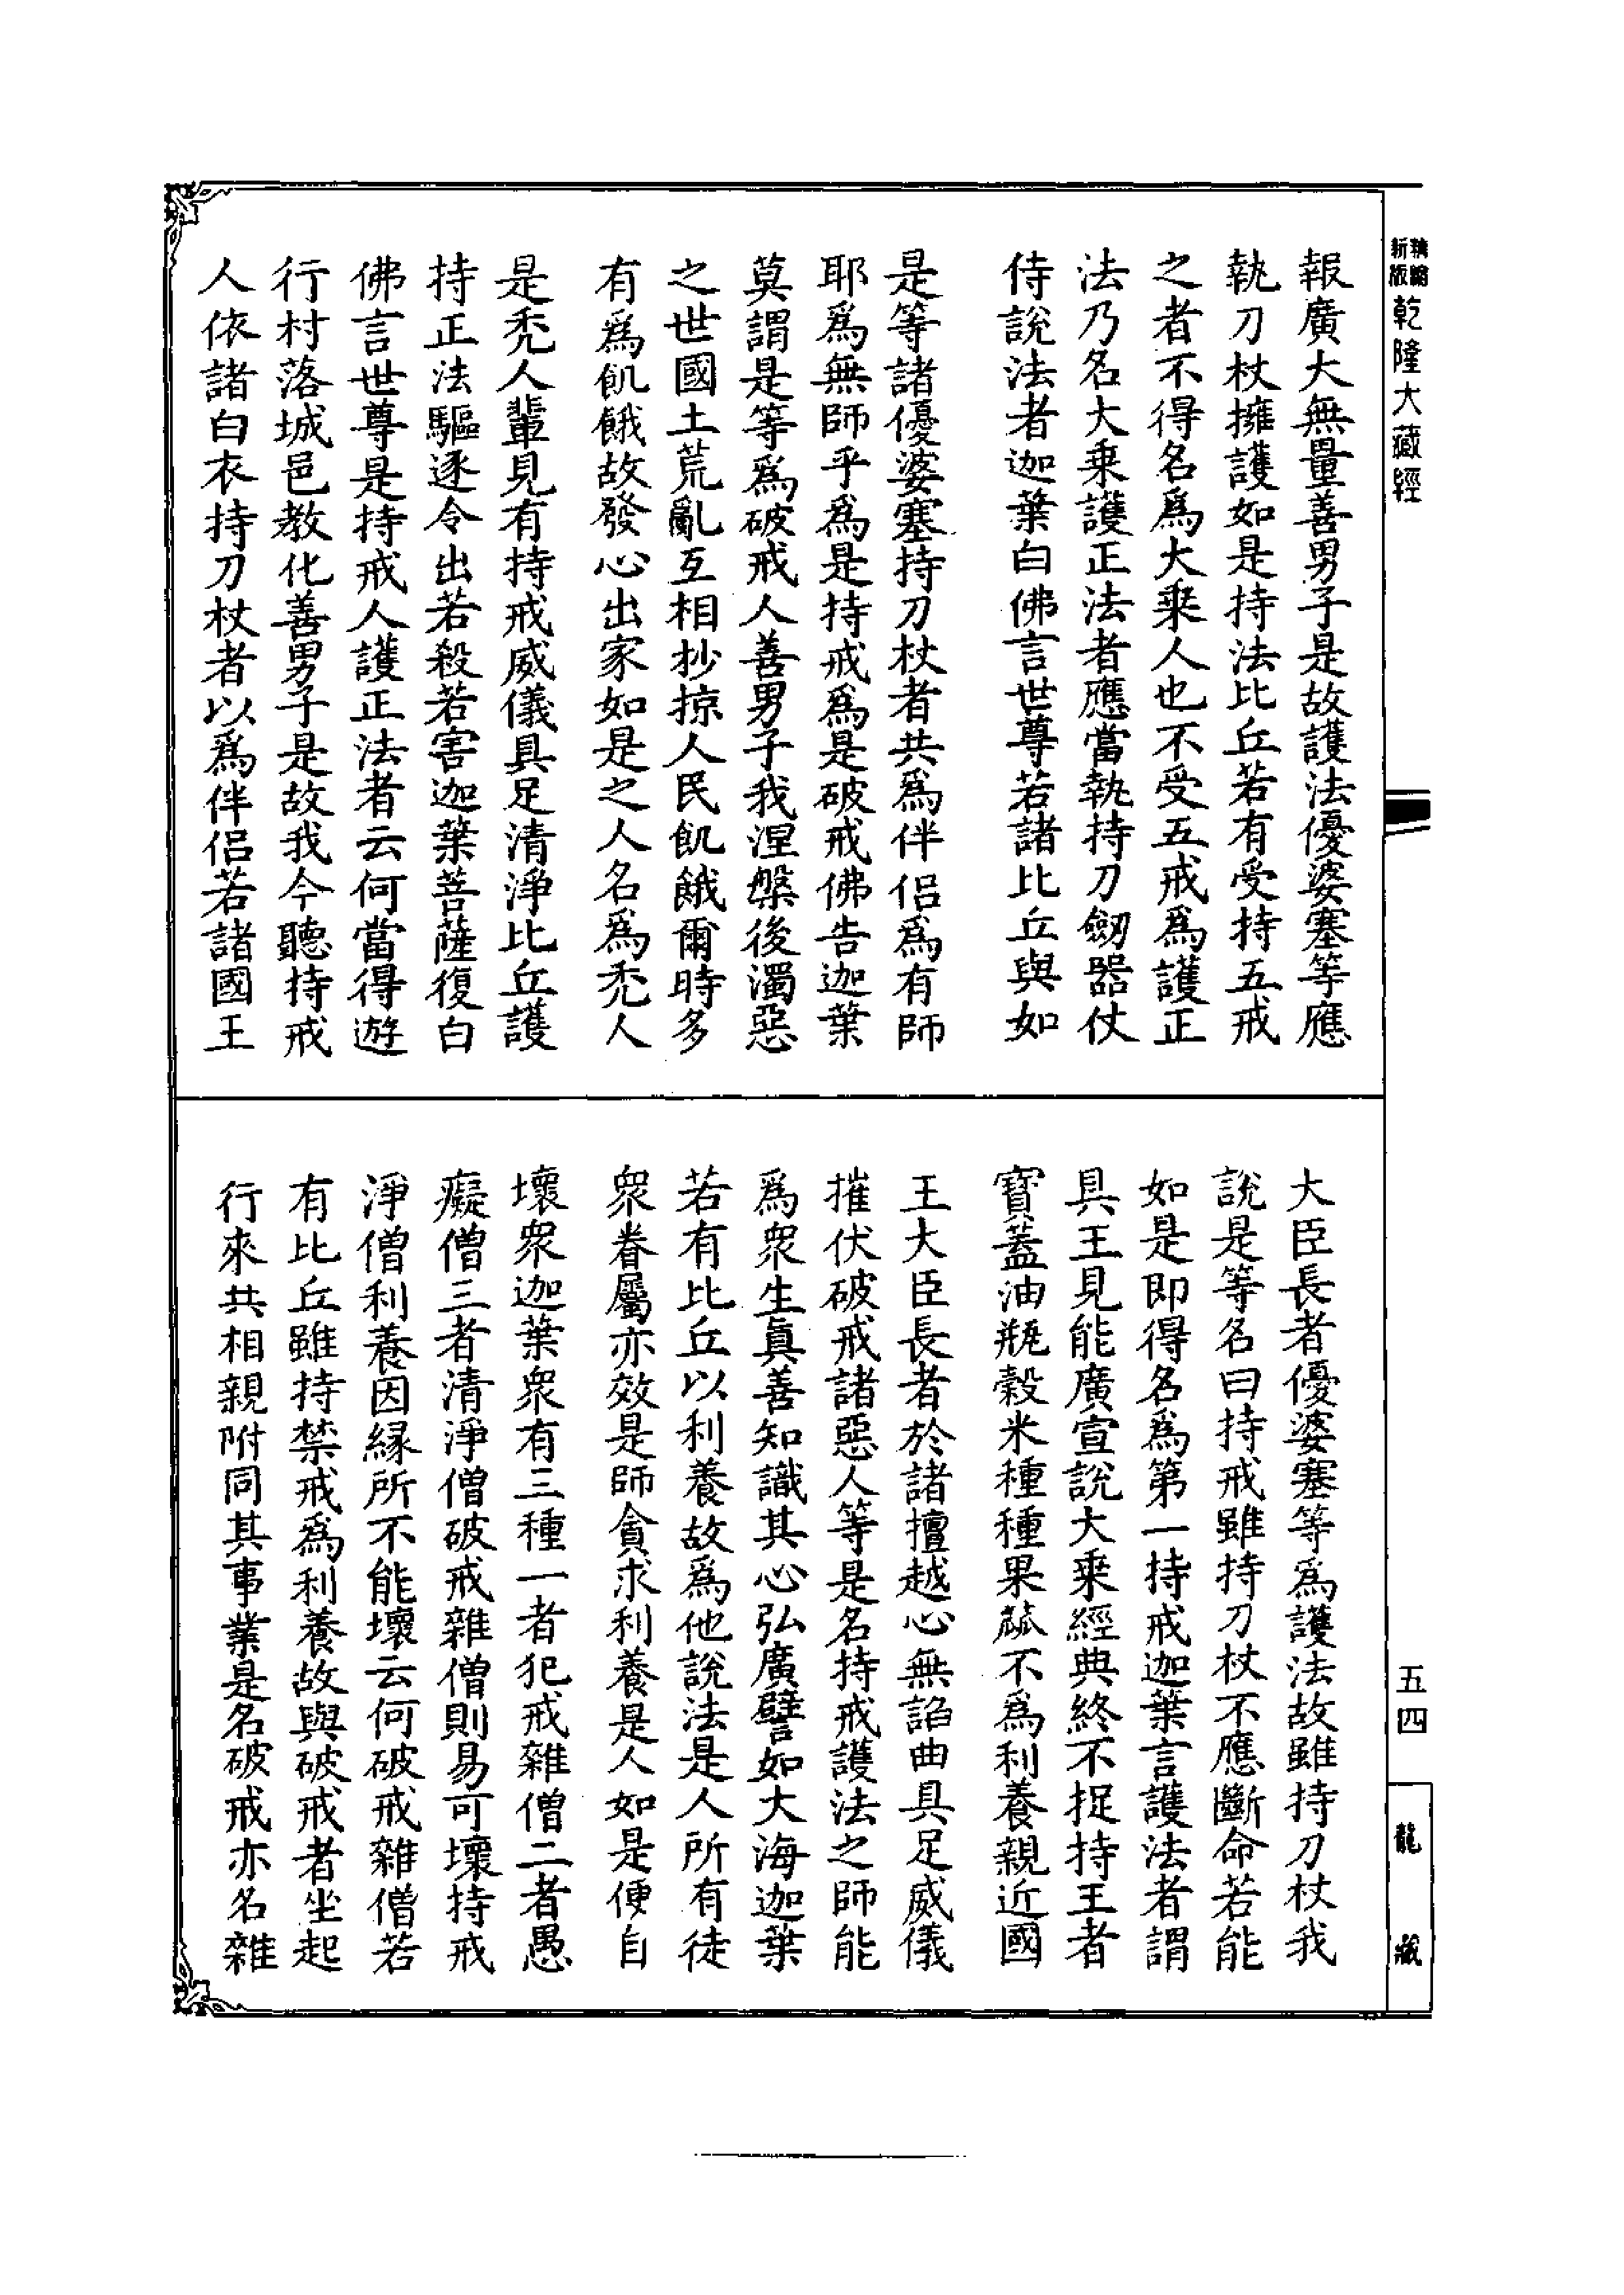 新版精縮
乾隆大藏經
報廣大無量善男子是故護法優婆塞等應
執刀杖擁護如是持法比丘若有受持五戒
之者不得名爲大乘人也不受五戒爲護正
法乃名大乘護正法者應當執持刀劒器仗
侍說法者迦葉白佛言世尊若諸比丘與如
是等諸優婆塞持刀杖者共爲伴侶爲有師
耶爲無師乎爲是持戒爲是破戒佛告迦葉
莫謂是等爲破戒人善男子我涅槃後濁惡
之世國土荒亂互相抄掠人民飢餓爾時多
有爲飢餓故發心出家如是之人名爲禿人
是禿人輩見有持戒威儀具足清淨比丘護
持正法驅逐令出若殺若害迦葉菩薩復白
佛言世尊是持戒人護正法者云何當得遊
行村落城邑教化善男子是故我今聽持戒
人依諸白衣持刀杖者以爲伴侶若諸國王
大臣長者優婆塞等爲護法故雖持刀杖我
說是等名曰持戒雖持刀杖不應斷命若能
如是即得名爲第一持戒迦葉言護法者謂
具王見能廣宣說大乘經典終不捉持王者
寶蓋油瓶穀米種種果蓏不爲利養親近國
王大臣長者於諸擅越心無諂曲具足威儀
摧伏破戒諸惡人等是名持戒護法之師能
爲衆生眞善知識其心弘廣譬如大海迦葉
若有比丘以利養故爲他說法是人所有徒
衆眷屬亦效是師貪求利養是人如是便自
壞衆迦葉衆有三種一者犯戒雜僧二者愚
癡僧三者清淨僧破戒雜僧則易可壞持戒
淨僧利養因緣所不能壞云何破戒雜僧若
有比丘雖持禁戒爲利養故與破戒者坐起
行來共相親附同其事業是名破戒亦名雜
五四
龍藏